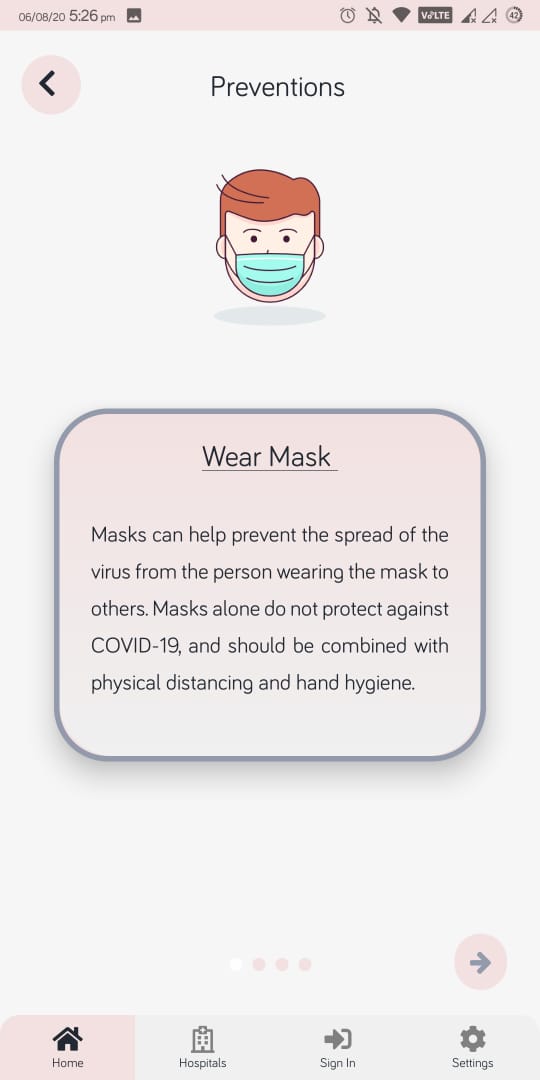 06/08/20 5:26 pm VoLTE 42
Preventions
Wear Mask
Masks can help prevent the spread of the
virus from the person wearing the mask to
others. Masks alone do not protect against
COVID-19, and should be combined with
physical distancing and hand hygiene.
Home Hospitals Sign In Settings